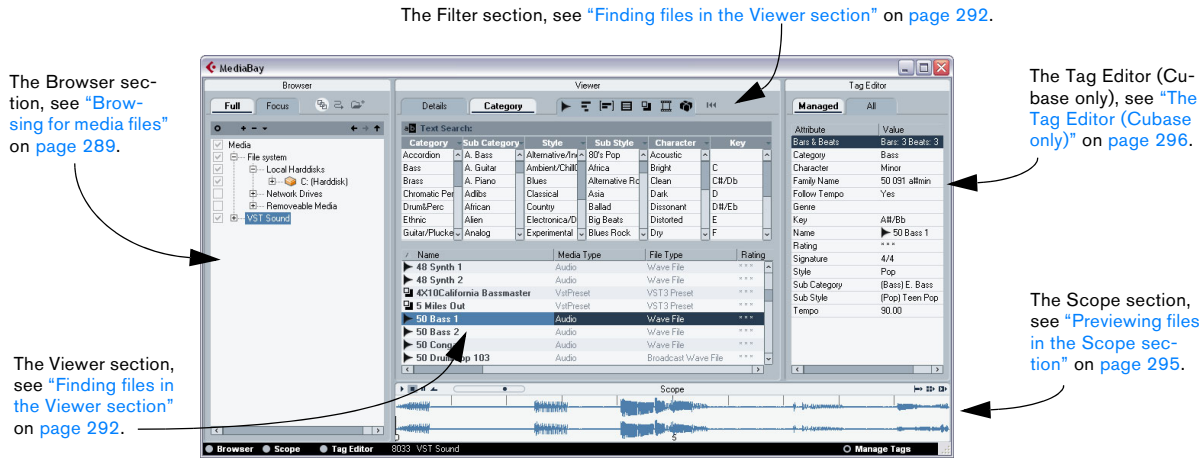 The Filter section, see “Finding files in the Viewer section” on page 292.
The Browser sec-
tion, see “Brow-
sing for media files”
on page 289.
The Viewer section,
see “Finding files in
the Viewer section”
on page 292.
MediaBay
Browser
Full Focus
Media
File system
Local Harddisks
C: (Harddisk)
Network Drives
Removeable Media
VST Sound
Viewer
Details Category
Text Search:
Category Sub Category Style Sub Style Character Key
Accordion A. Bass Alternative/Ind 80's Pop Acoustic
Bass A. Guitar Ambient/ChillO Africa Bright C
Brass A. Piano Blues Alternative Ro Clean C#/Db
Chromatic Per Adlibs Classical Asia Dark D
Drum&Perc African Country Ballad Dissonant D#/Eb
Ethnic Alien Electronica/D Big Beats Distorted E
Guitar/Plucke Analog Experimental Blues Rock Dry F
Name Media Type File Type Rating
48 Synth 1 Audio Wave File
48 Synth 2 Audio Wave File
4X10California Bassmaster VstPreset VST3 Preset
5 Miles Out VstPreset VST3 Preset
50 Bass 1 Audio Wave File
50 Bass 2 Audio Wave File
50 Conga Audio Wave File
50 Drum op 103 Audio Broadcast Wave File
Tag Editor
Managed All
Attribute Value
Bars & Beats Bars: 3 Beats: 3
Category Bass
Character Minor
Family Name 50 091 a#min
Follow Tempo Yes
Genre
Key A#/Bb
Name 50 Bass 1
Rating
Signature 4/4
Style Pop
Sub Category (Bass) E. Bass
Sub Style (Pop) Teen Pop
Tempo 90.00
Scope
5
Browser Scope Tag Editor 8033 VST Sound Manage Tags
The Tag Editor (Cu-
base only), see “The
Tag Editor (Cubase
only)” on page 296.
The Scope section,
see “Previewing files
in the Scope sec-
tion” on page 295.